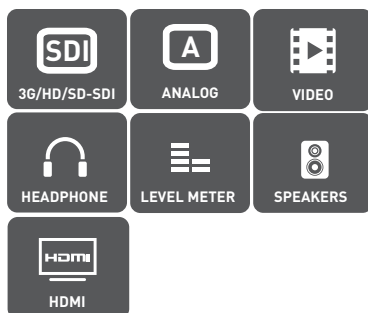 SDI
3G/HD/SD-SDI
A
ANALOG
VIDEO
HEADPHONE
LEVEL METER
SPEAKERS
HDMI
HDMI